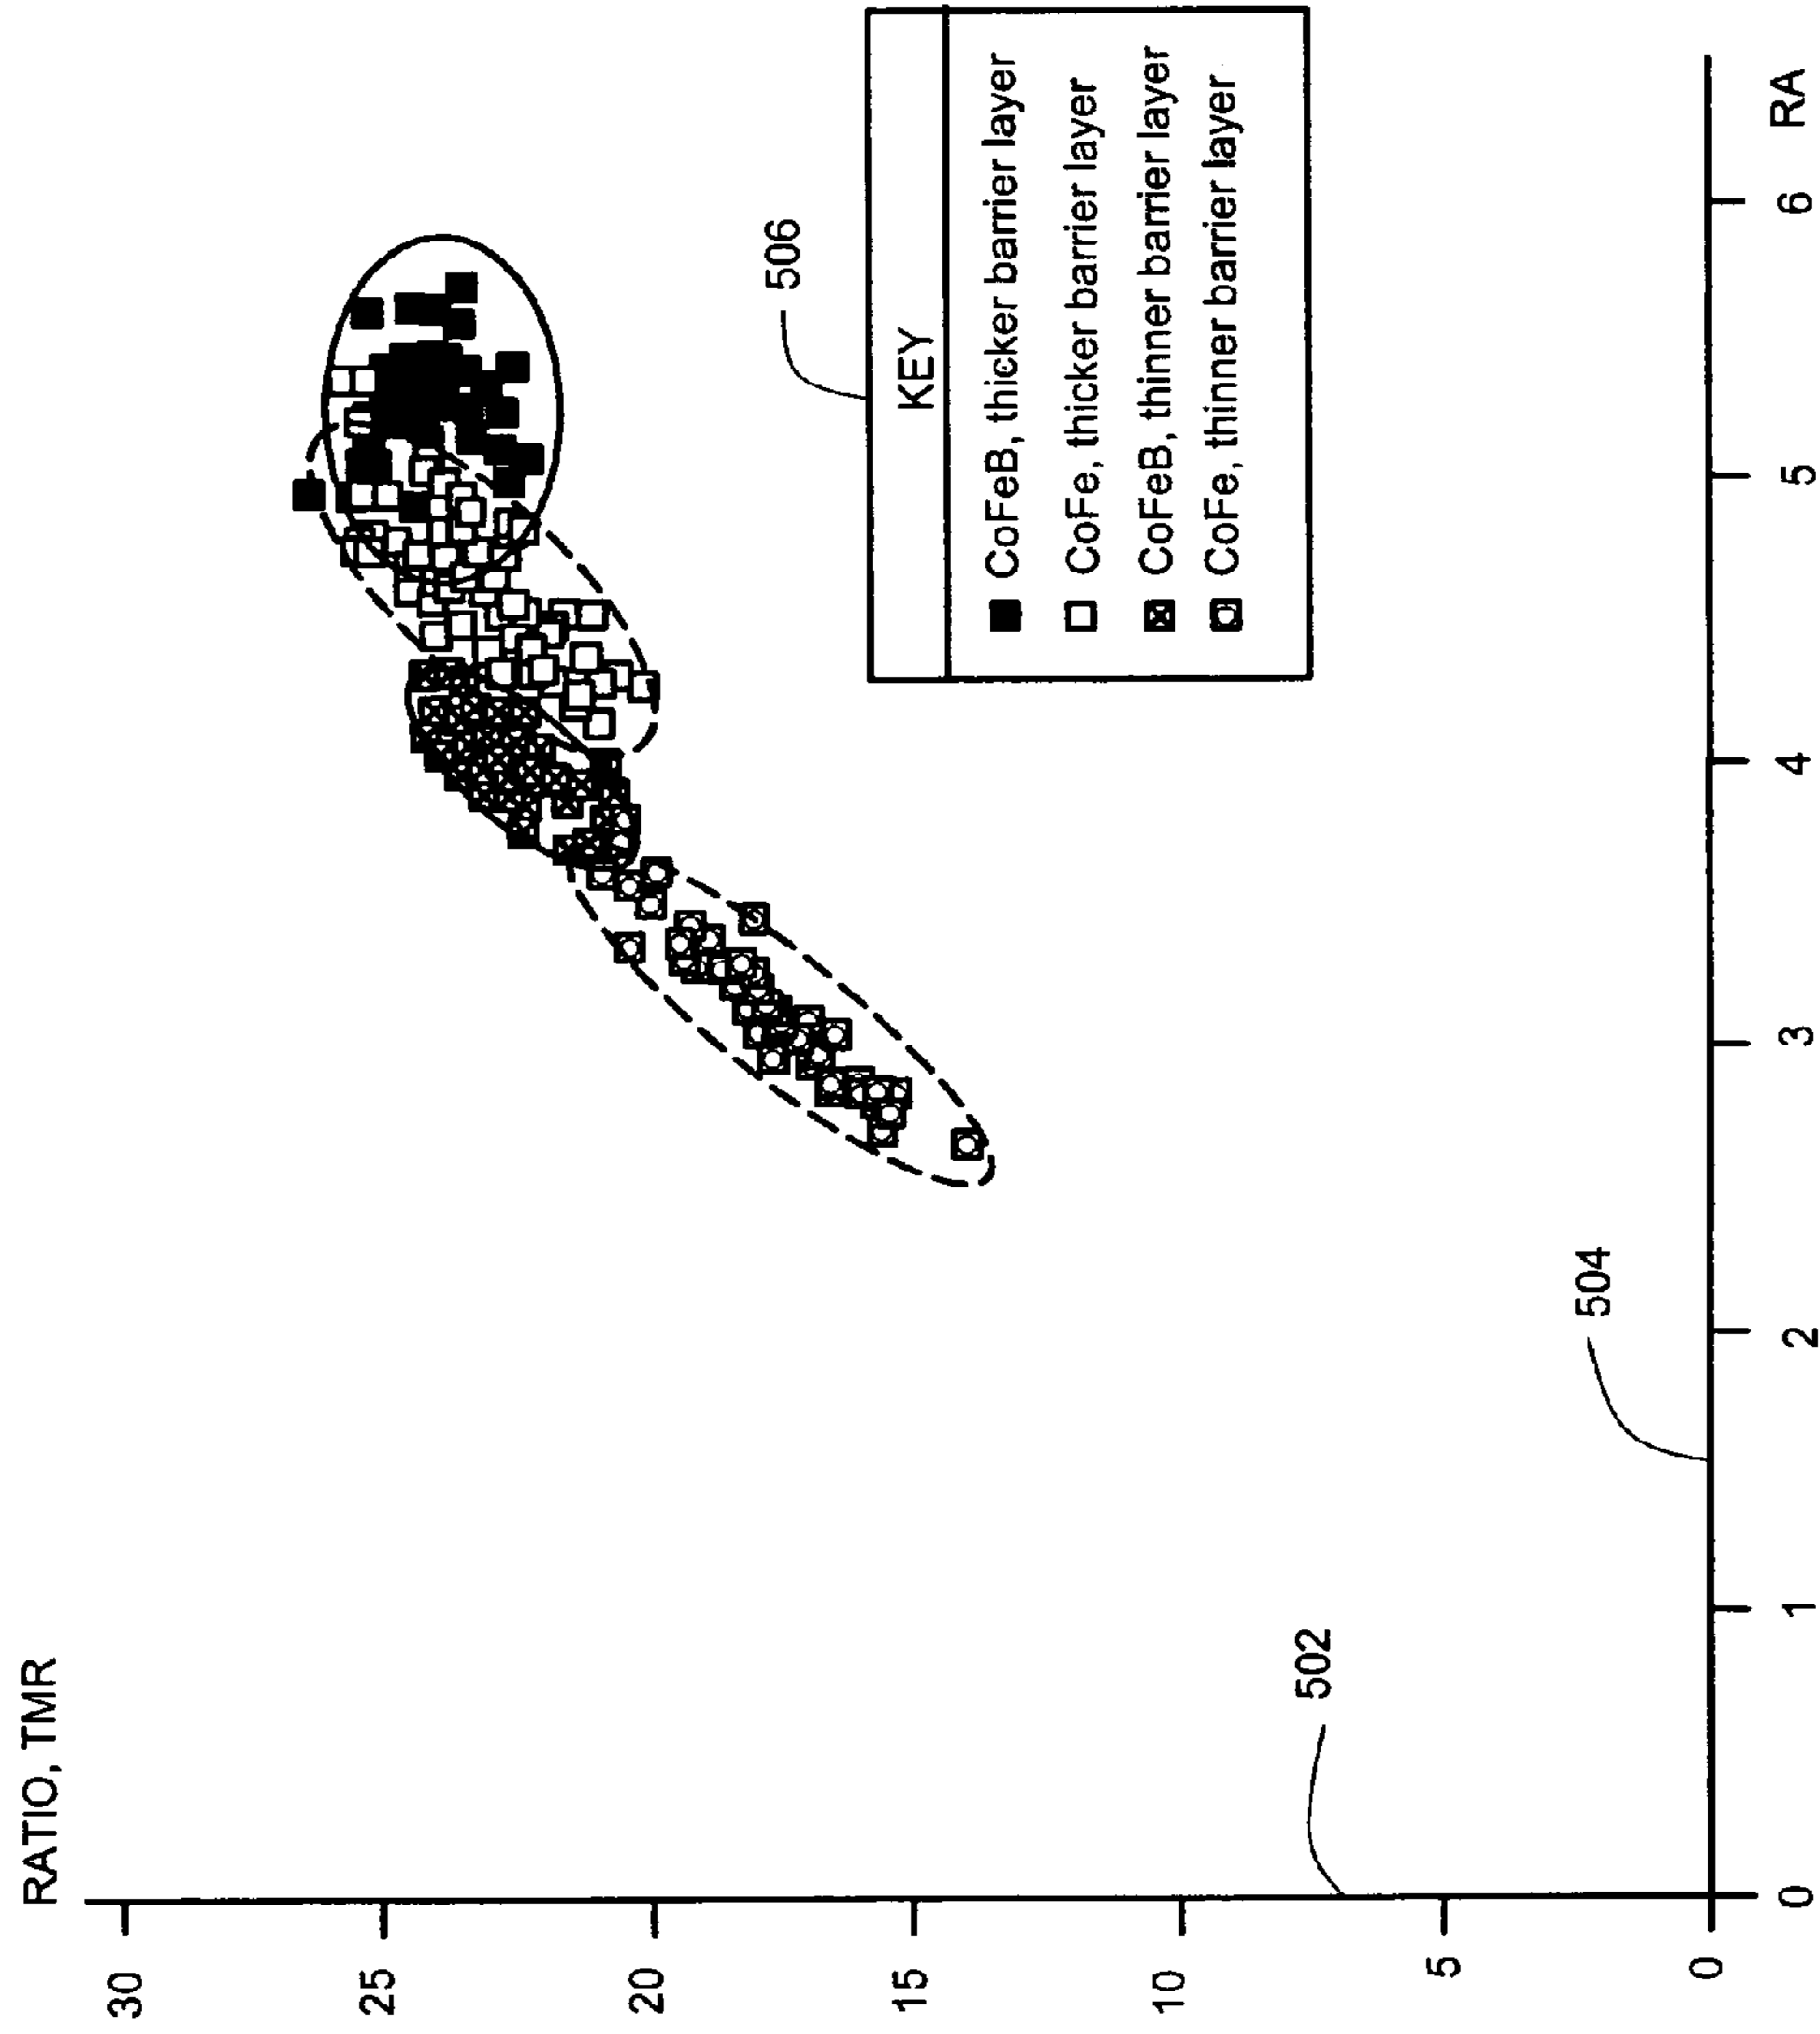 RATIO, TMR
30
25
20
15
10
5
0
502
504
506
KEY
CoFeB, thicker barrier layer
CoFe, thicker barrier layer
CoFeB, thinner barrier layer
CoFe, thinner barrier layer
0 1 2 3 4 5 6 RA